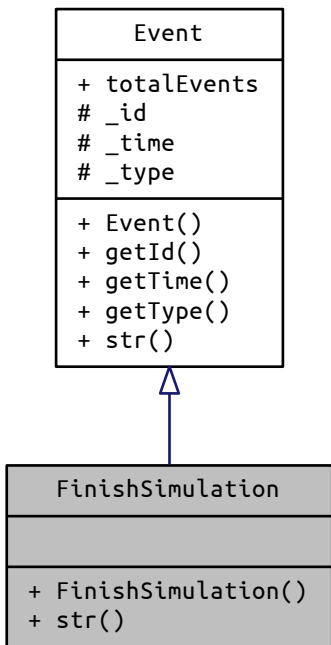 Event
+ totalEvents
# _id
# _time
# _type
+ Event()
+ getId()
+ getTime()
+ getType()
+ str()
FinishSimulation
+ FinishSimulation()
+ str()